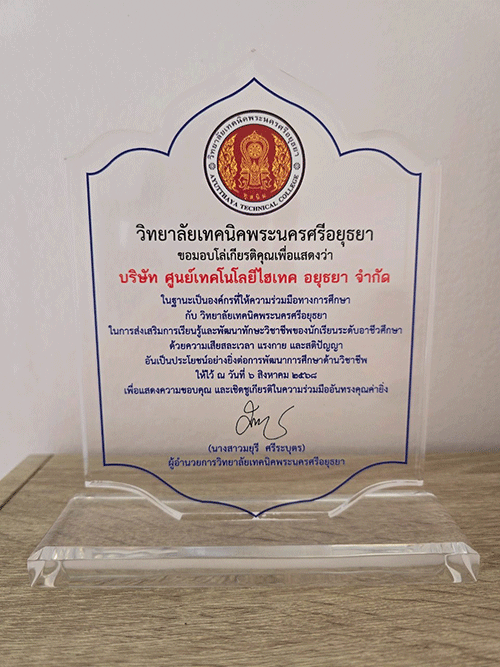 วิทยาลัยเทคนิคพระนครศรีอยุธยา
AYUTTHAYA TECHNICAL COLLEGE
วิทยาลัยเทคนิคพระนครศรีอยุธยา
ขอมอบโล่เกียรติคุณเพื่อแสดงว่า
บริษัท ศูนย์เทคโนโลยีไฮเทค อยุธยา จำกัด
ในฐานะเป็นองค์กรที่ให้ความร่วมมือทางการศึกษา
กับ วิทยาลัยเทคนิคพระนครศรีอยุธยา
ในการส่งเสริมการเรียนรู้และพัฒนาทักษะวิชาชีพของนักเรียนระดับอาชีวศึกษา
ด้วยความเสียสละเวลา แรงกาย และสติปัญญา
อันเป็นประโยชน์อย่างยิ่งต่อการพัฒนาการศึกษาด้านวิชาชีพ
ให้ไว้ ณ วันที่ ๖ สิงหาคม ๒๕๖๘
เพื่อแสดงความขอบคุณ และเชิดชูเกียรติในความร่วมมืออันทรงคุณค่ายิ่ง
(นางสาวมยุรี ศรีระบุตร)
ผู้อำนวยการวิทยาลัยเทคนิคพระนครศรีอยุธยา